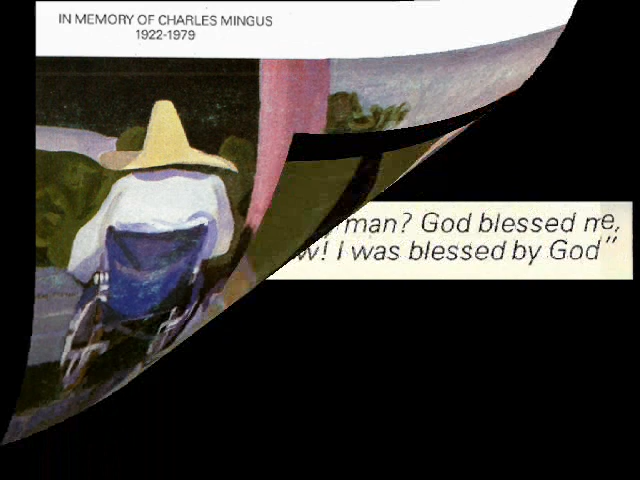 IN MEMORY OF CHARLES MINGUS
1922-1979
man? God blessed me,
! I was blessed by God"